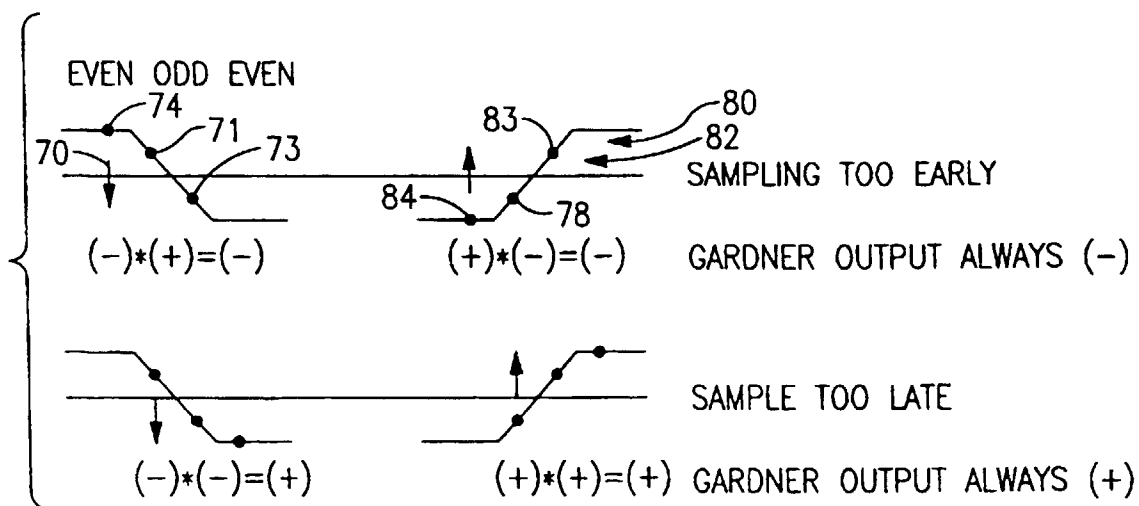 EVEN ODD EVEN
74
71
70
73
83
80
82
84
78
SAMPLING TOO EARLY
(-)*(+)=(-)
(+)*(-)=(-)
GARDNER OUTPUT ALWAYS (-)
SAMPLE TOO LATE
(-)*(-)=(+)
(+)*(+)=(+)
GARDNER OUTPUT ALWAYS (+)